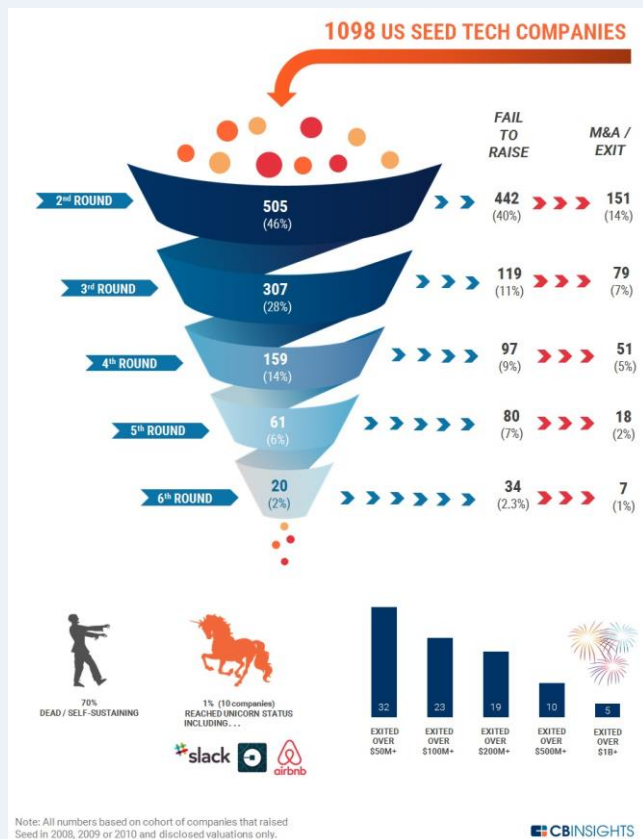 1098 US SEED TECH COMPANIES
FAIL
TO
RAISE
M&A /
EXIT
2nd ROUND
505
(46%)
442
(40%)
151
(14%)
3rd ROUND
307
(28%)
119
(11%)
79
(7%)
4th ROUND
159
(14%)
97
(9%)
51
(5%)
5th ROUND
61
(6%)
80
(7%)
18
(2%)
6th ROUND
20
(2%)
34
(2.3%)
7
(1%)
70%
DEAD / SELF-SUSTAINING
1% (10 companies)
REACHED UNICORN STATUS
INCLUDING...
slack
airbnb
32
23
19
10
5
EXITED
OVER
$50M+
EXITED
OVER
$100M+
EXITED
OVER
$200M+
EXITED
OVER
$500M+
EXITED
OVER
$1B+
Note: All numbers based on cohort of companies that raised
Seed in 2008, 2009 or 2010 and disclosed valuations only.
CBINSIGHTS